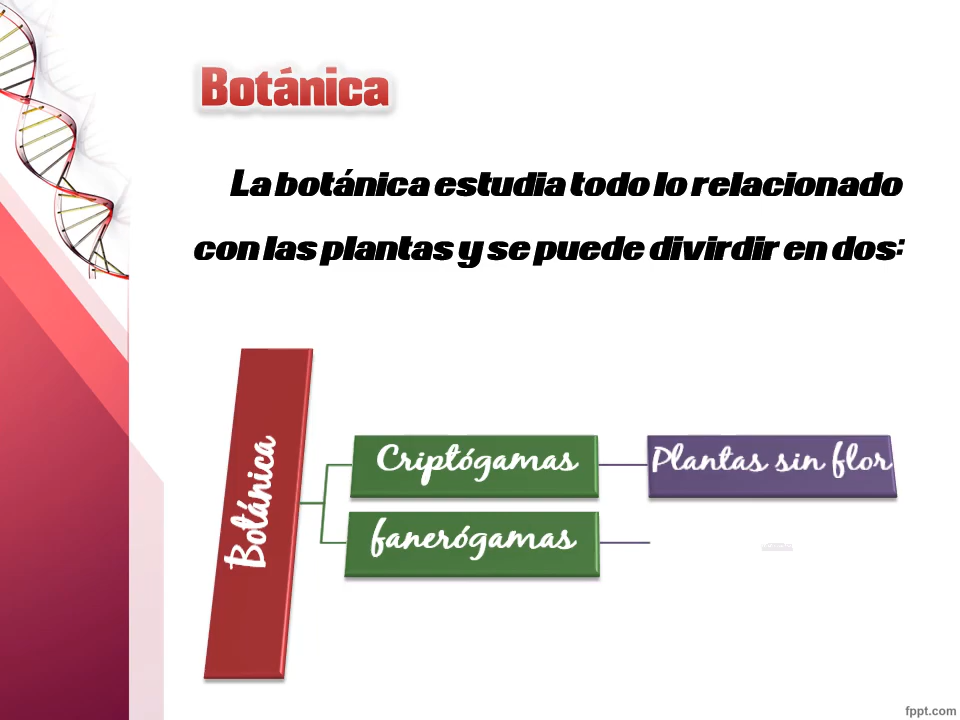 Botánica
La botánica estudia todo lo relacionado
con las plantas y se puede divirdir en dos:
Botánica
Criptógamas
Plantas sin flor
fanerógamas
fppt.com